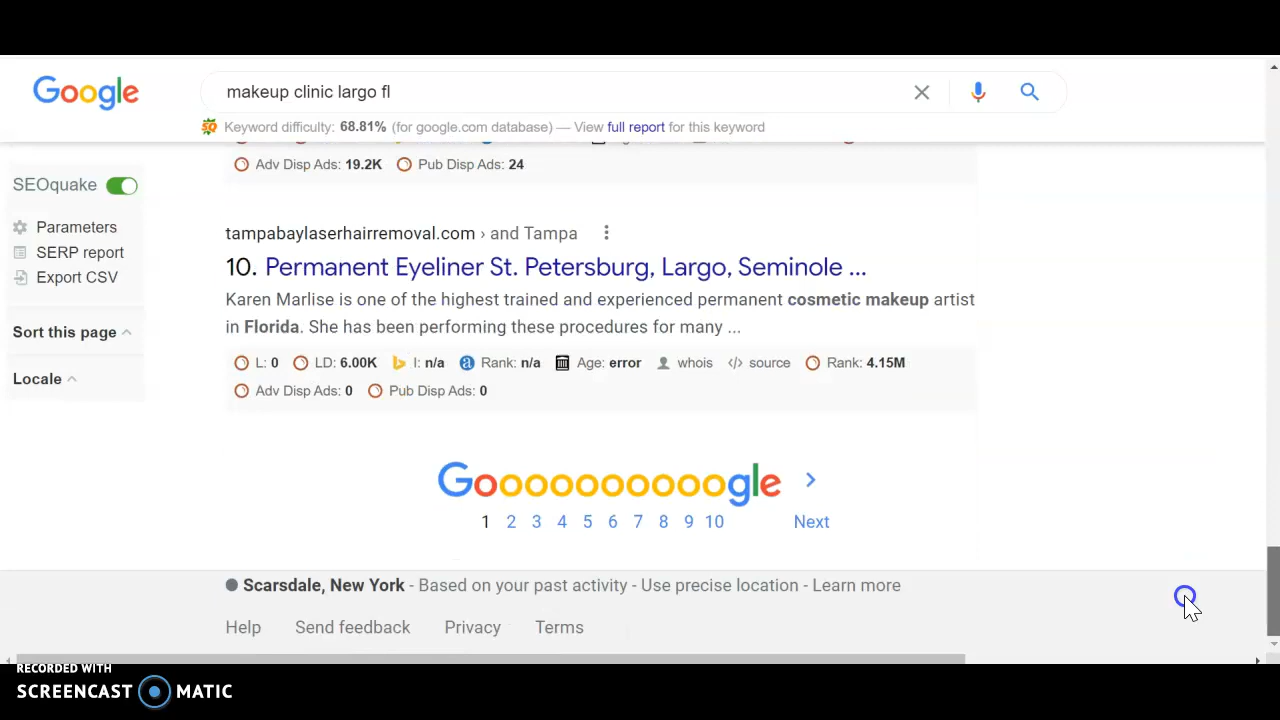 Google
makeup clinic largo fl
Keyword difficulty: 68.81% (for google.com database) — View full report for this keyword
SEOquake
Parameters
SERP report
Export CSV
Sort this page
Locale
Adv Disp Ads: 19.2K Pub Disp Ads: 24
tampabaylaserhairremoval.com › and Tampa
10. Permanent Eyeliner St. Petersburg, Largo, Seminole ...
Karen Marlise is one of the highest trained and experienced permanent cosmetic makeup artist
in Florida. She has been performing these procedures for many ...
L: 0 LD: 6.00K I: n/a Rank: n/a Age: error whois </> source Rank: 4.15M
Adv Disp Ads: 0 Pub Disp Ads: 0
Goooooooooogle >
1 2 3 4 5 6 7 8 9 10 Next
Scarsdale, New York - Based on your past activity - Use precise location - Learn more
Help Send feedback Privacy Terms
RECORDED WITH
SCREENCAST MATIC